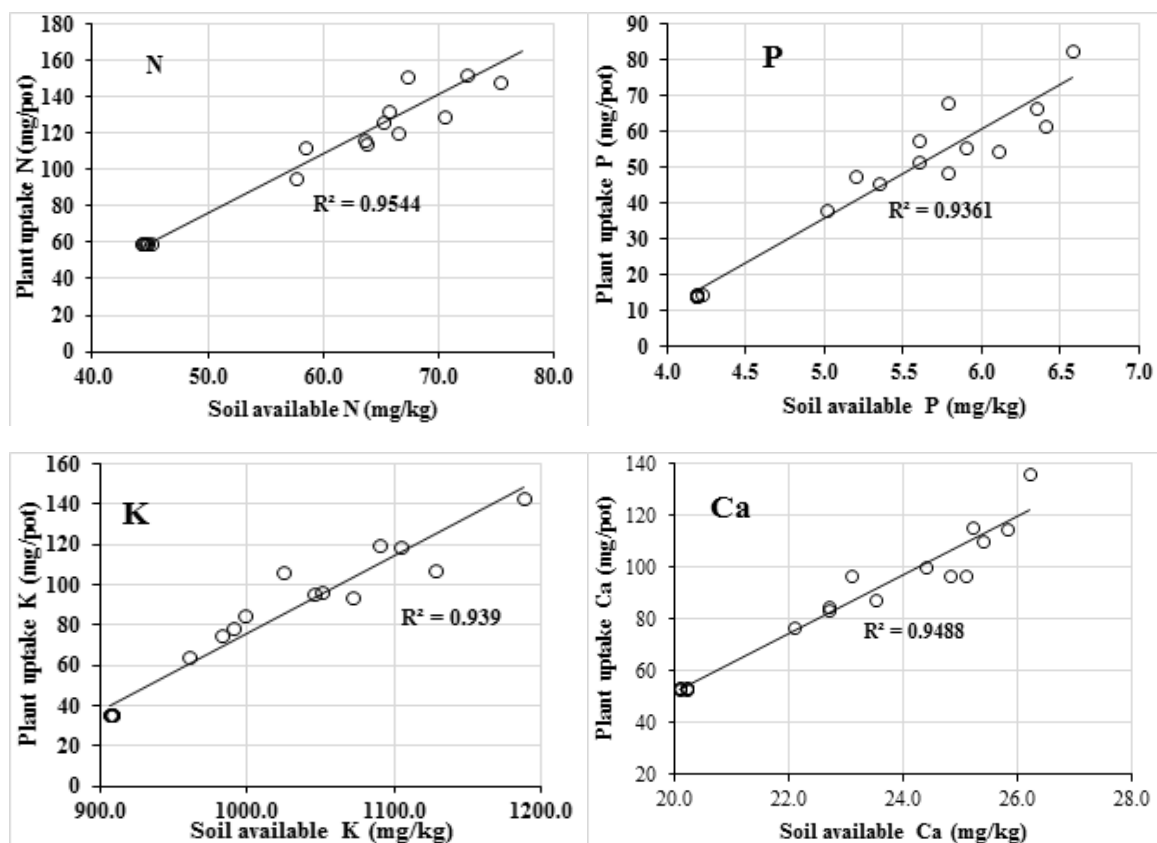 180
160
140
120
100
80
60
40
20
0
Plant uptake N (mg/pot)
N
R² = 0.9544
40.0 50.0 60.0 70.0 80.0
Soil available N (mg/kg)
90
80
70
60
50
40
30
20
10
0
Plant uptake P (mg/pot)
P
R² = 0.9361
4.0 4.5 5.0 5.5 6.0 6.5 7.0
Soil available P (mg/kg)
160
140
120
100
80
60
40
20
0
Plant uptake K (mg/pot)
K
R² = 0.939
900.0 1000.0 1100.0 1200.0
Soil available K (mg/kg)
140
120
100
80
60
40
20
Plant uptake Ca (mg/pot)
Ca
R² = 0.9488
20.0 22.0 24.0 26.0 28.0
Soil available Ca (mg/kg)